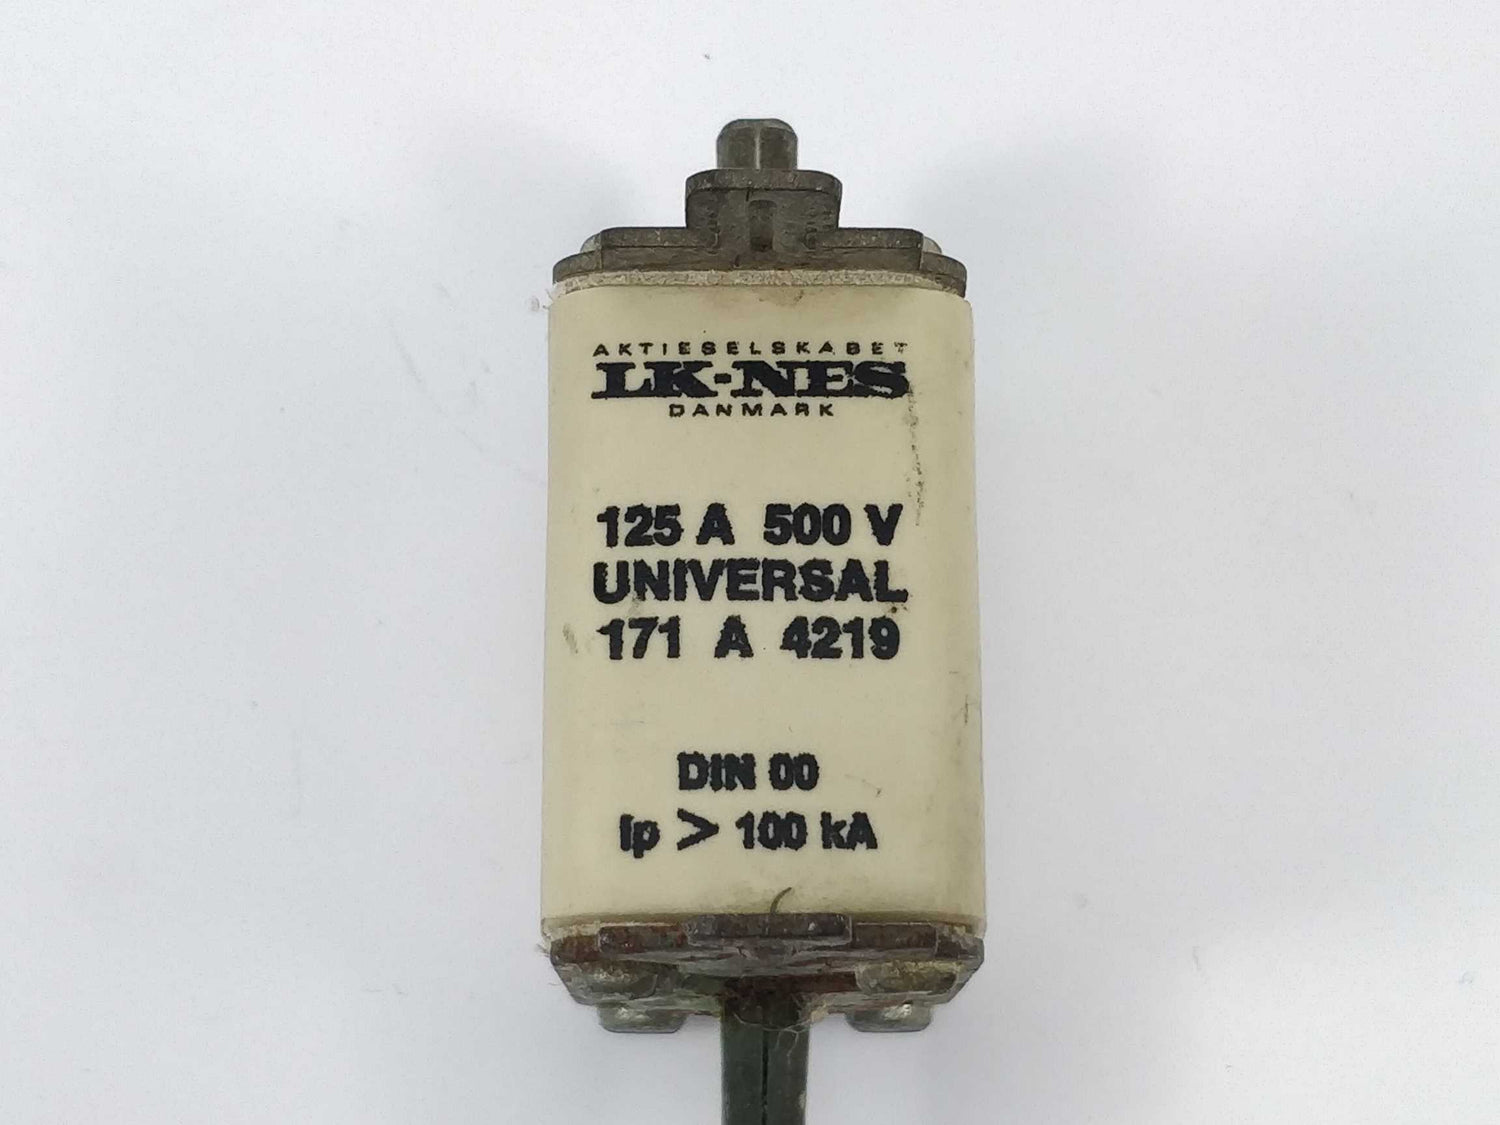 AKTIESELSKABET
LK-NES
DANMARK
125 A 500 V
UNIVERSAL
171 A 4219
DIN 00
Ip > 100 kA